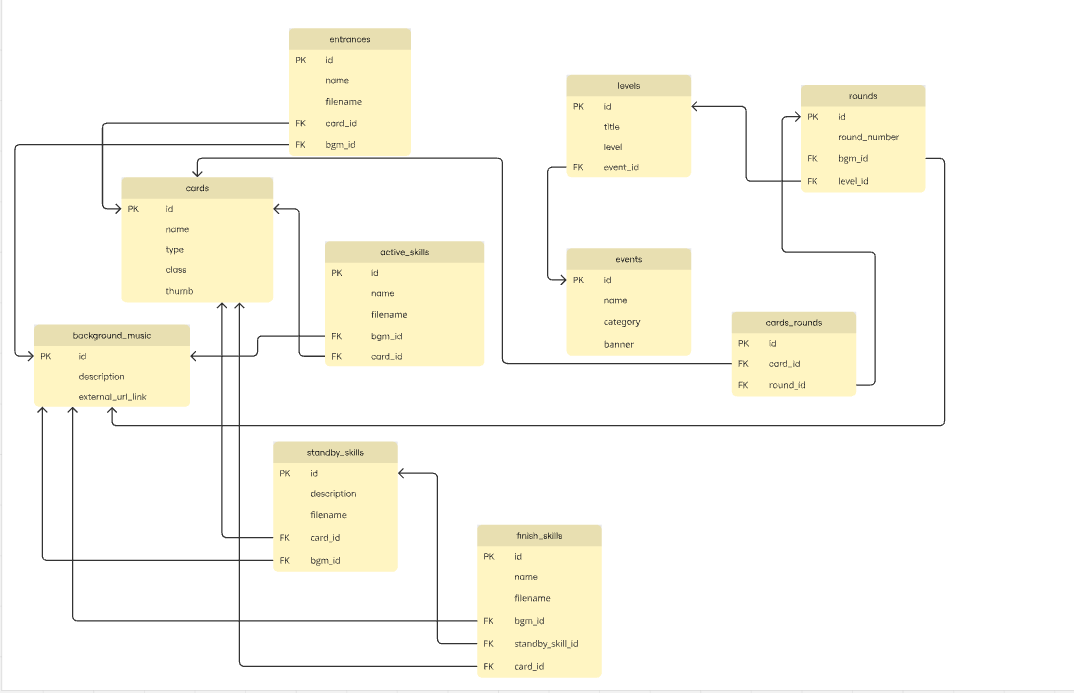 entrances
PK id
name
filename
FK card_id
FK bgm_id
levels
PK id
title
level
FK event_id
rounds
PK id
round_number
FK bgm_id
FK level_id
cards
PK id
name
type
class
thumb
active_skills
PK id
name
filename
FK bgm_id
FK card_id
events
PK id
name
category
banner
cards_rounds
PK id
FK card_id
FK round_id
background_music
PK id
description
external_url_link
standby_skills
PK id
description
filename
FK card_id
FK bgm_id
finish_skills
PK id
name
filename
FK bgm_id
FK standby_skill_id
FK card_id